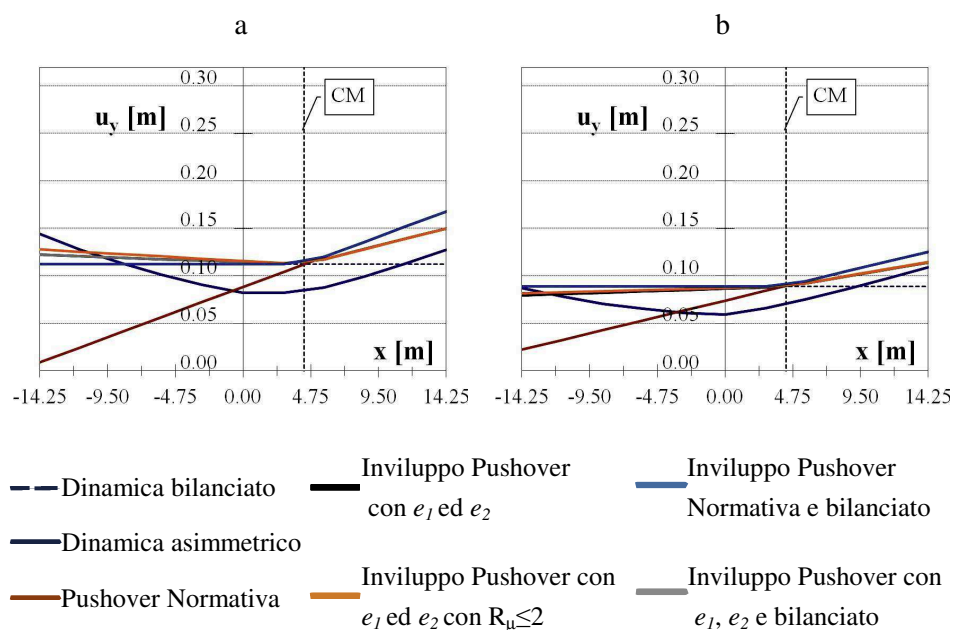 a
b
0.30
0.25
0.20
0.15
0.10
0.05
0.00
u_y [m]
CM
x [m]
-14.25 -9.50 -4.75 0.00 4.75 9.50 14.25
0.30
0.25
0.20
0.15
0.10
0.05
0.00
u_y [m]
CM
x [m]
-14.25 -9.50 -4.75 0.00 4.75 9.50 14.25
Dinamica bilanciato
Dinamica asimmetrico
Pushover Normativa
Inviluppo Pushover
con e₁ ed e₂
Inviluppo Pushover con
e₁ ed e₂ con R_μ≤2
Inviluppo Pushover
Normativa e bilanciato
Inviluppo Pushover con
e₁, e₂ e bilanciato